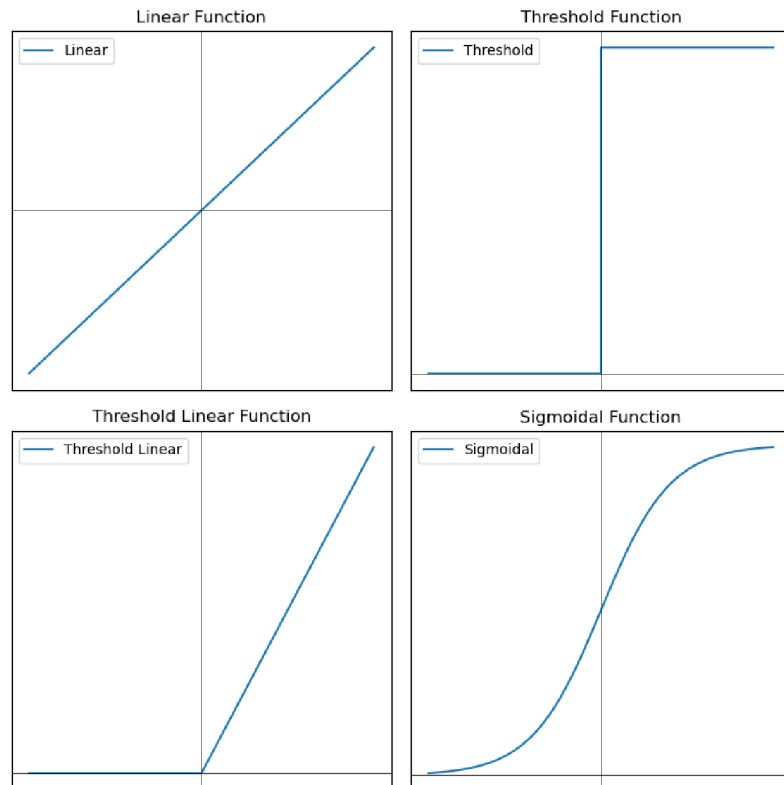 Linear Function
Linear
Threshold Function
Threshold
Threshold Linear Function
Threshold Linear
Sigmoidal Function
Sigmoidal